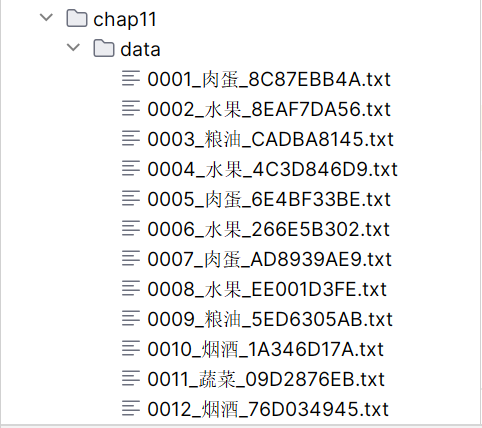 chap11
data
0001_肉蛋_8C87EBB4A.txt
0002_水果_8EAF7DA56.txt
0003_粮油_CADBA8145.txt
0004_水果_4C3D846D9.txt
0005_肉蛋_6E4BF33BE.txt
0006_水果_266E5B302.txt
0007_肉蛋_AD8939AE9.txt
0008_水果_EE001D3FE.txt
0009_粮油_5ED6305AB.txt
0010_烟酒_1A346D17A.txt
0011_蔬菜_09D2876EB.txt
0012_烟酒_76D034945.txt